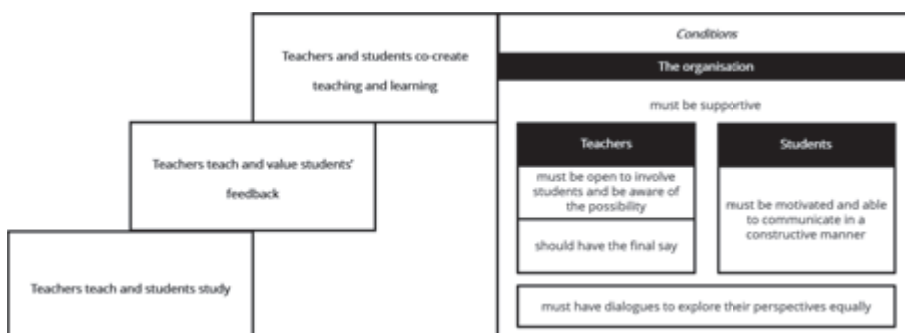 Teachers and students co-create
teaching and learning
Teachers teach and value students'
feedback
Teachers teach and students study
Conditions
The organisation
must be supportive
Teachers
must be open to involve
students and be aware of
the possibility
should have the final say
Students
must be motivated and able
to communicate in a
constructive manner
must have dialogues to explore their perspectives equally